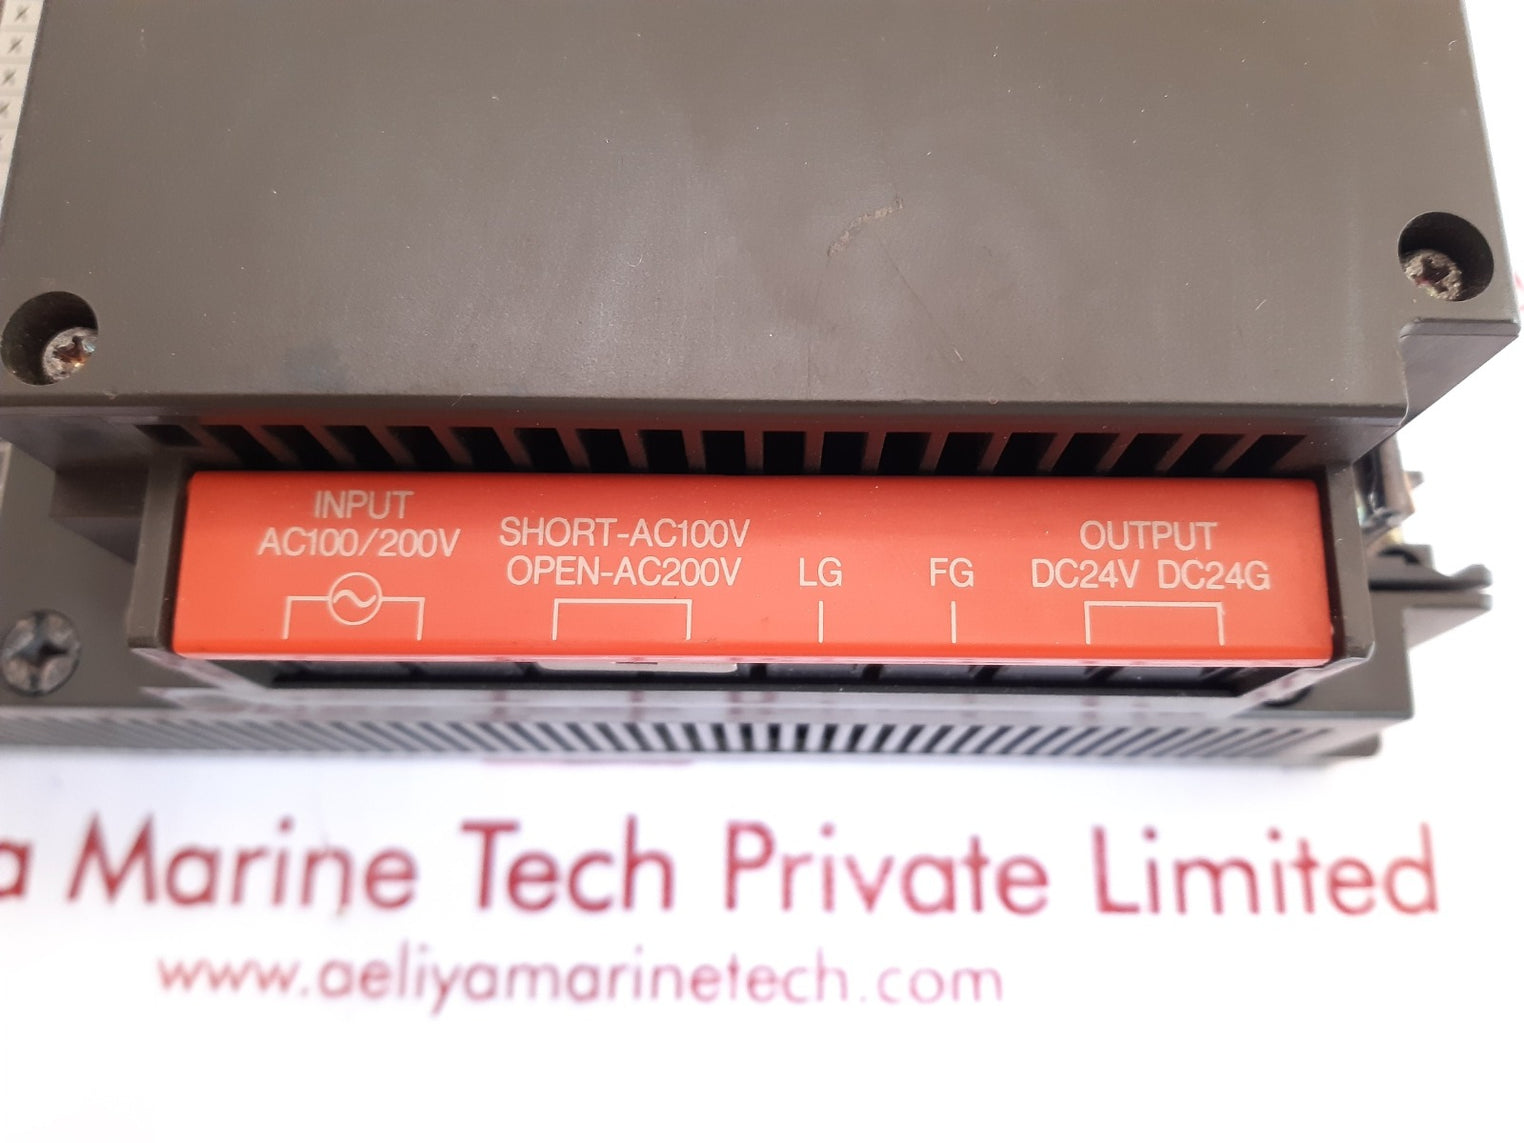 INPUT
AC100/200V
SHORT-AC100V
OPEN-AC200V
LG
FG
OUTPUT
DC24V DC24G
a Marine Tech Private Limited
www.aeliyamarinetech.com